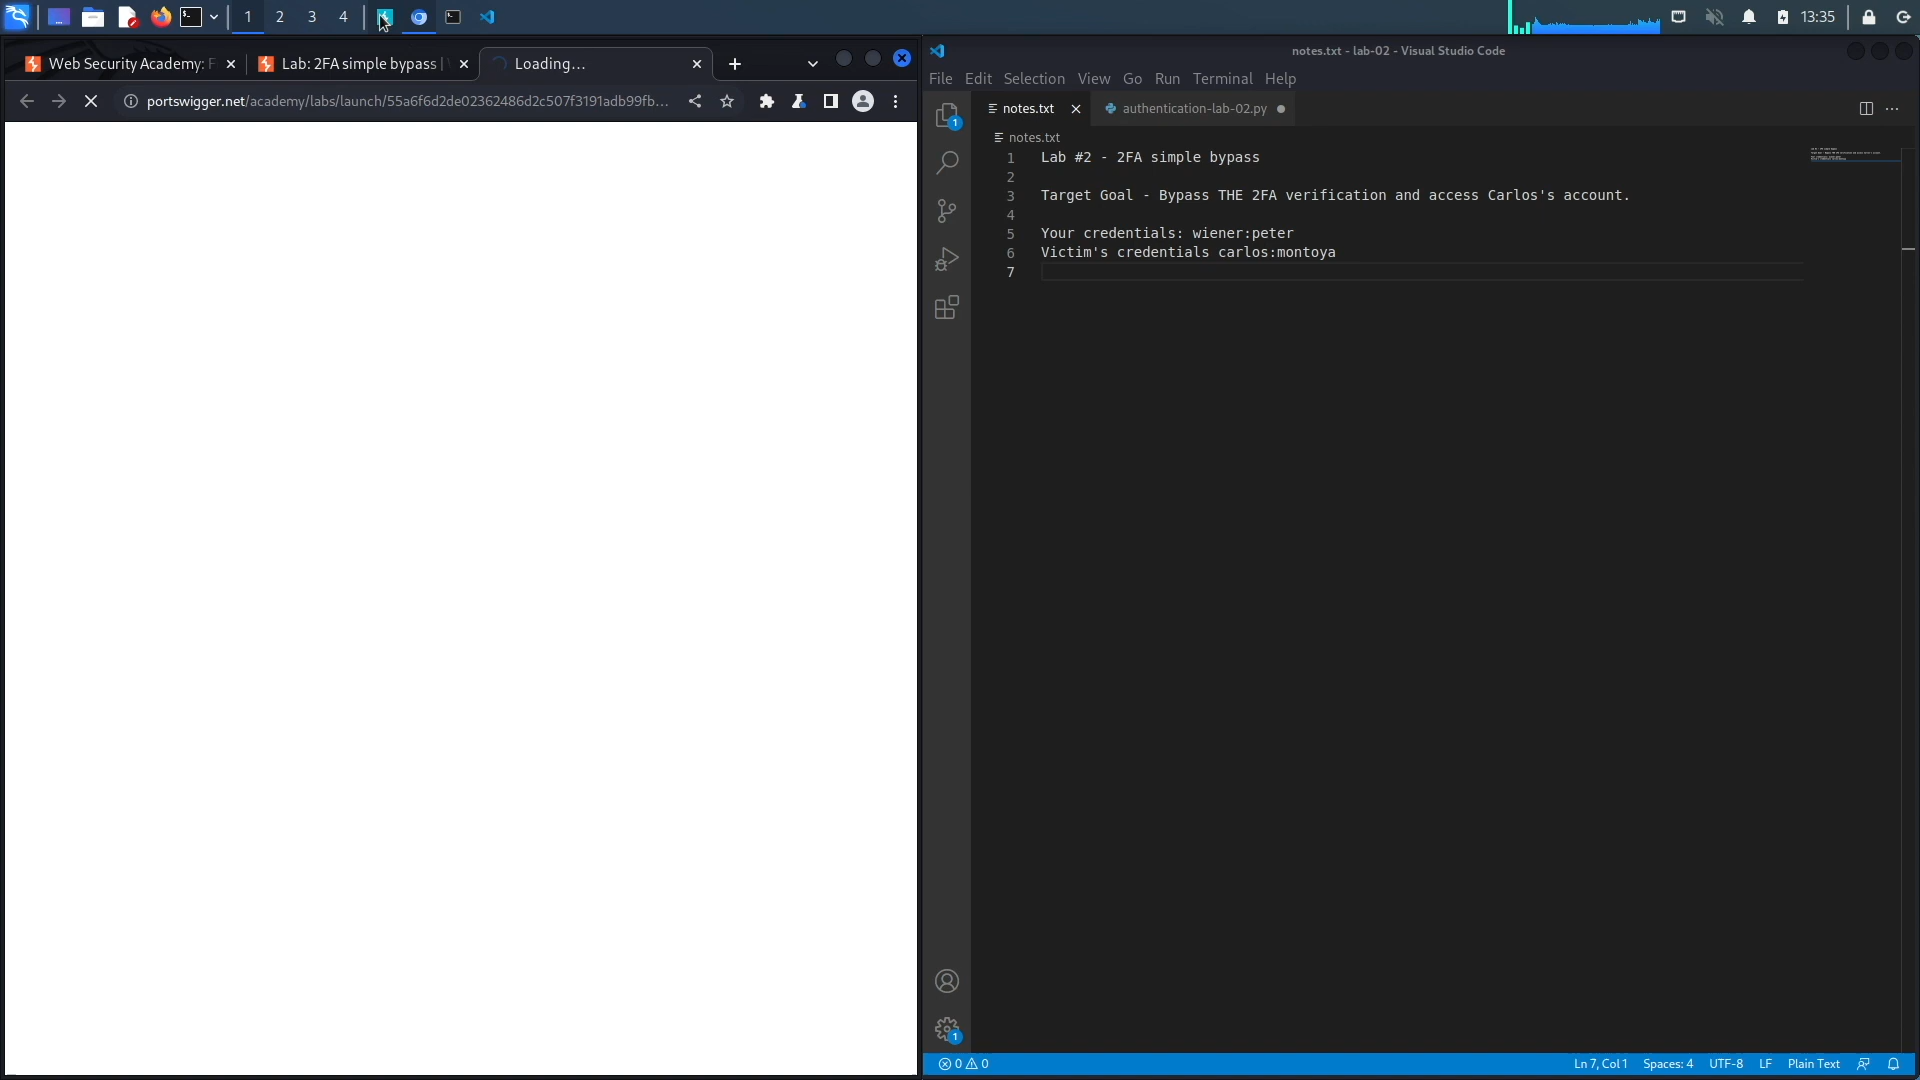 1 2 3 4
13:35
Web Security Academy: F
Lab: 2FA simple bypass |
Loading...
portswigger.net/academy/labs/launch/55a6f6d2de02362486d2c507f3191adb99fb...
notes.txt - lab-02 - Visual Studio Code
File Edit Selection View Go Run Terminal Help
notes.txt
authentication-lab-02.py
notes.txt
1 Lab #2 - 2FA simple bypass
2
3 Target Goal - Bypass THE 2FA verification and access Carlos's account.
4
5 Your credentials: wiener:peter
6 Victim's credentials carlos:montoya
7
1
1
0 0
Ln 7, Col 1 Spaces: 4 UTF-8 LF Plain Text